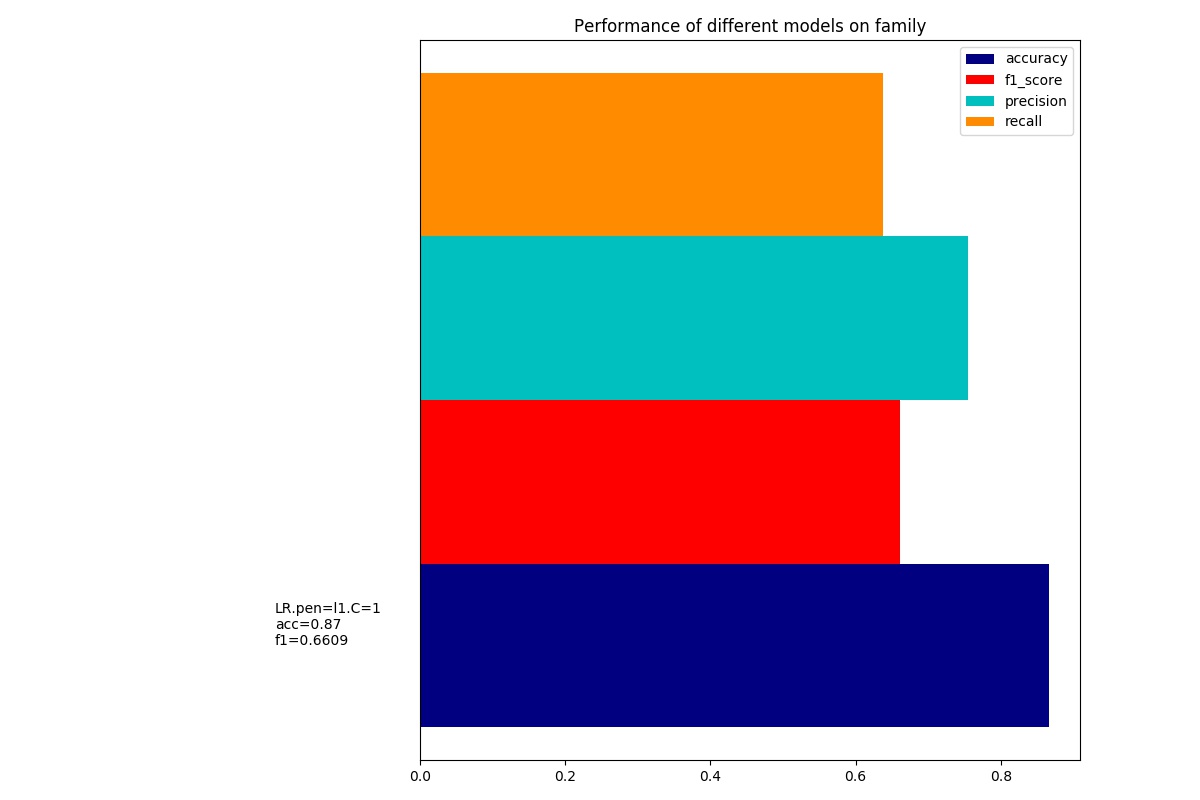 Performance of different models on family
accuracy
f1_score
precision
recall
LR.pen=l1.C=1
acc=0.87
f1=0.6609
0.0 0.2 0.4 0.6 0.8